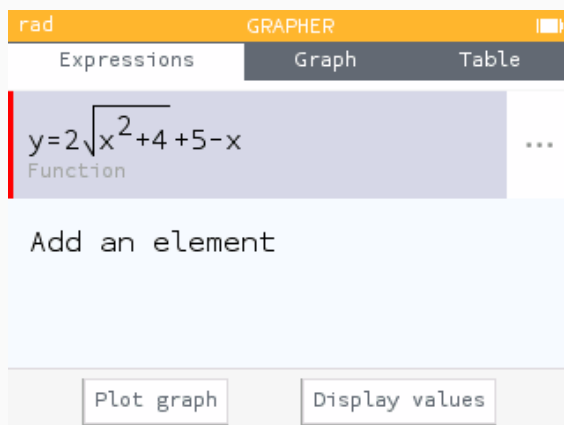 rad GRAPHER
Expressions Graph Table
y=2√(x²+4)+5-x
...
Function
Add an element
Plot graph Display values